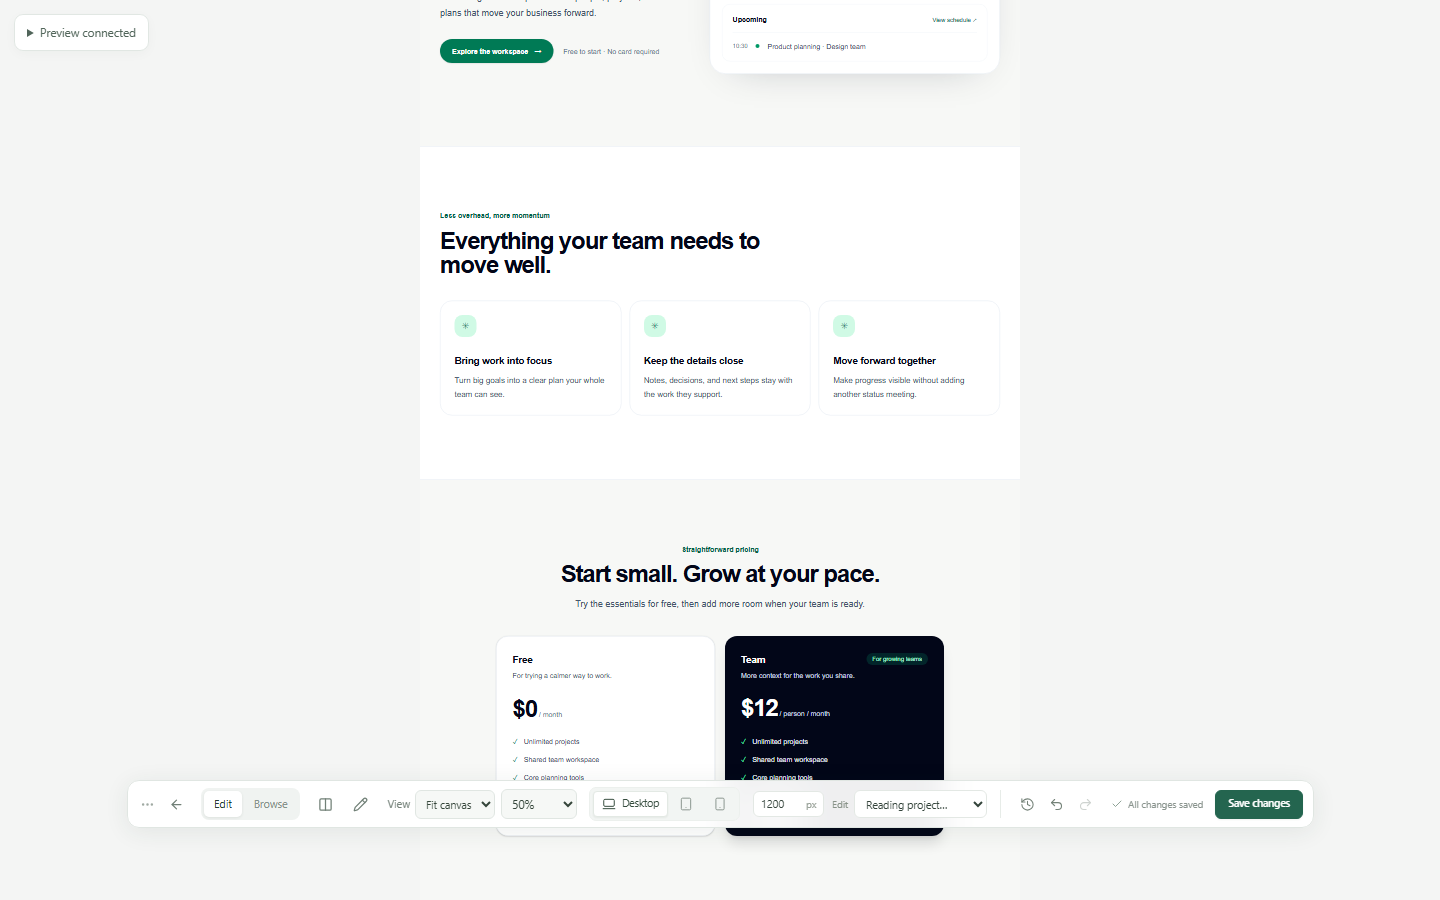 ▶ Preview connected
plans that move your business forward.
Explore the workspace →
Free to start · No card required
Upcoming
View schedule ↗
10:30
Product planning · Design team
Less overhead, more momentum
Everything your team needs to
move well.
Bring work into focus
Turn big goals into a clear plan your whole
team can see.
Keep the details close
Notes, decisions, and next steps stay with
the work they support.
Move forward together
Make progress visible without adding
another status meeting.
Straightforward pricing
Start small. Grow at your pace.
Try the essentials for free, then add more room when your team is ready.
Free
For trying a calmer way to work.
$0 / month
✓ Unlimited projects
✓ Shared team workspace
✓ Core planning tools
Team
For growing teams
More context for the work you share.
$12 / person / month
✓ Unlimited projects
✓ Shared team workspace
✓ Core planning tools
Edit
Browse
View
Fit canvas
50%
Desktop
1200 px
Edit
Reading project...
All changes saved
Save changes